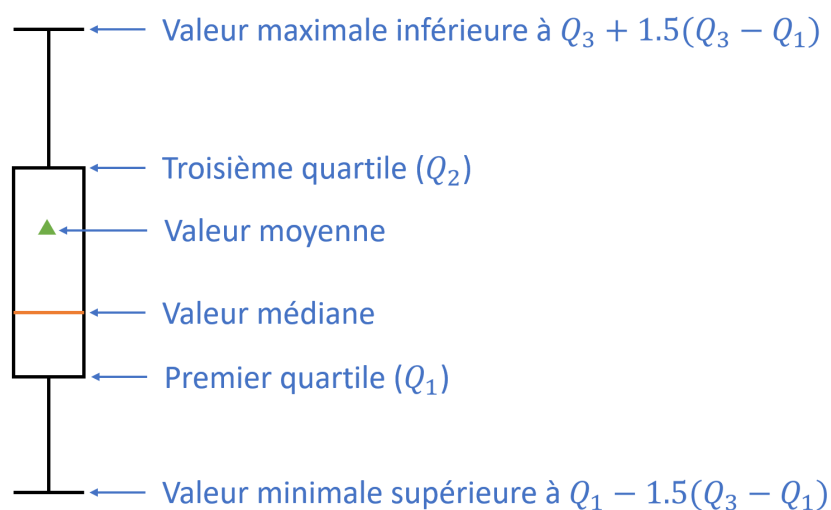 Valeur maximale inférieure à Q₃ + 1.5(Q₃ − Q₁)
Troisième quartile (Q₂)
Valeur moyenne
Valeur médiane
Premier quartile (Q₁)
Valeur minimale supérieure à Q₁ − 1.5(Q₃ − Q₁)